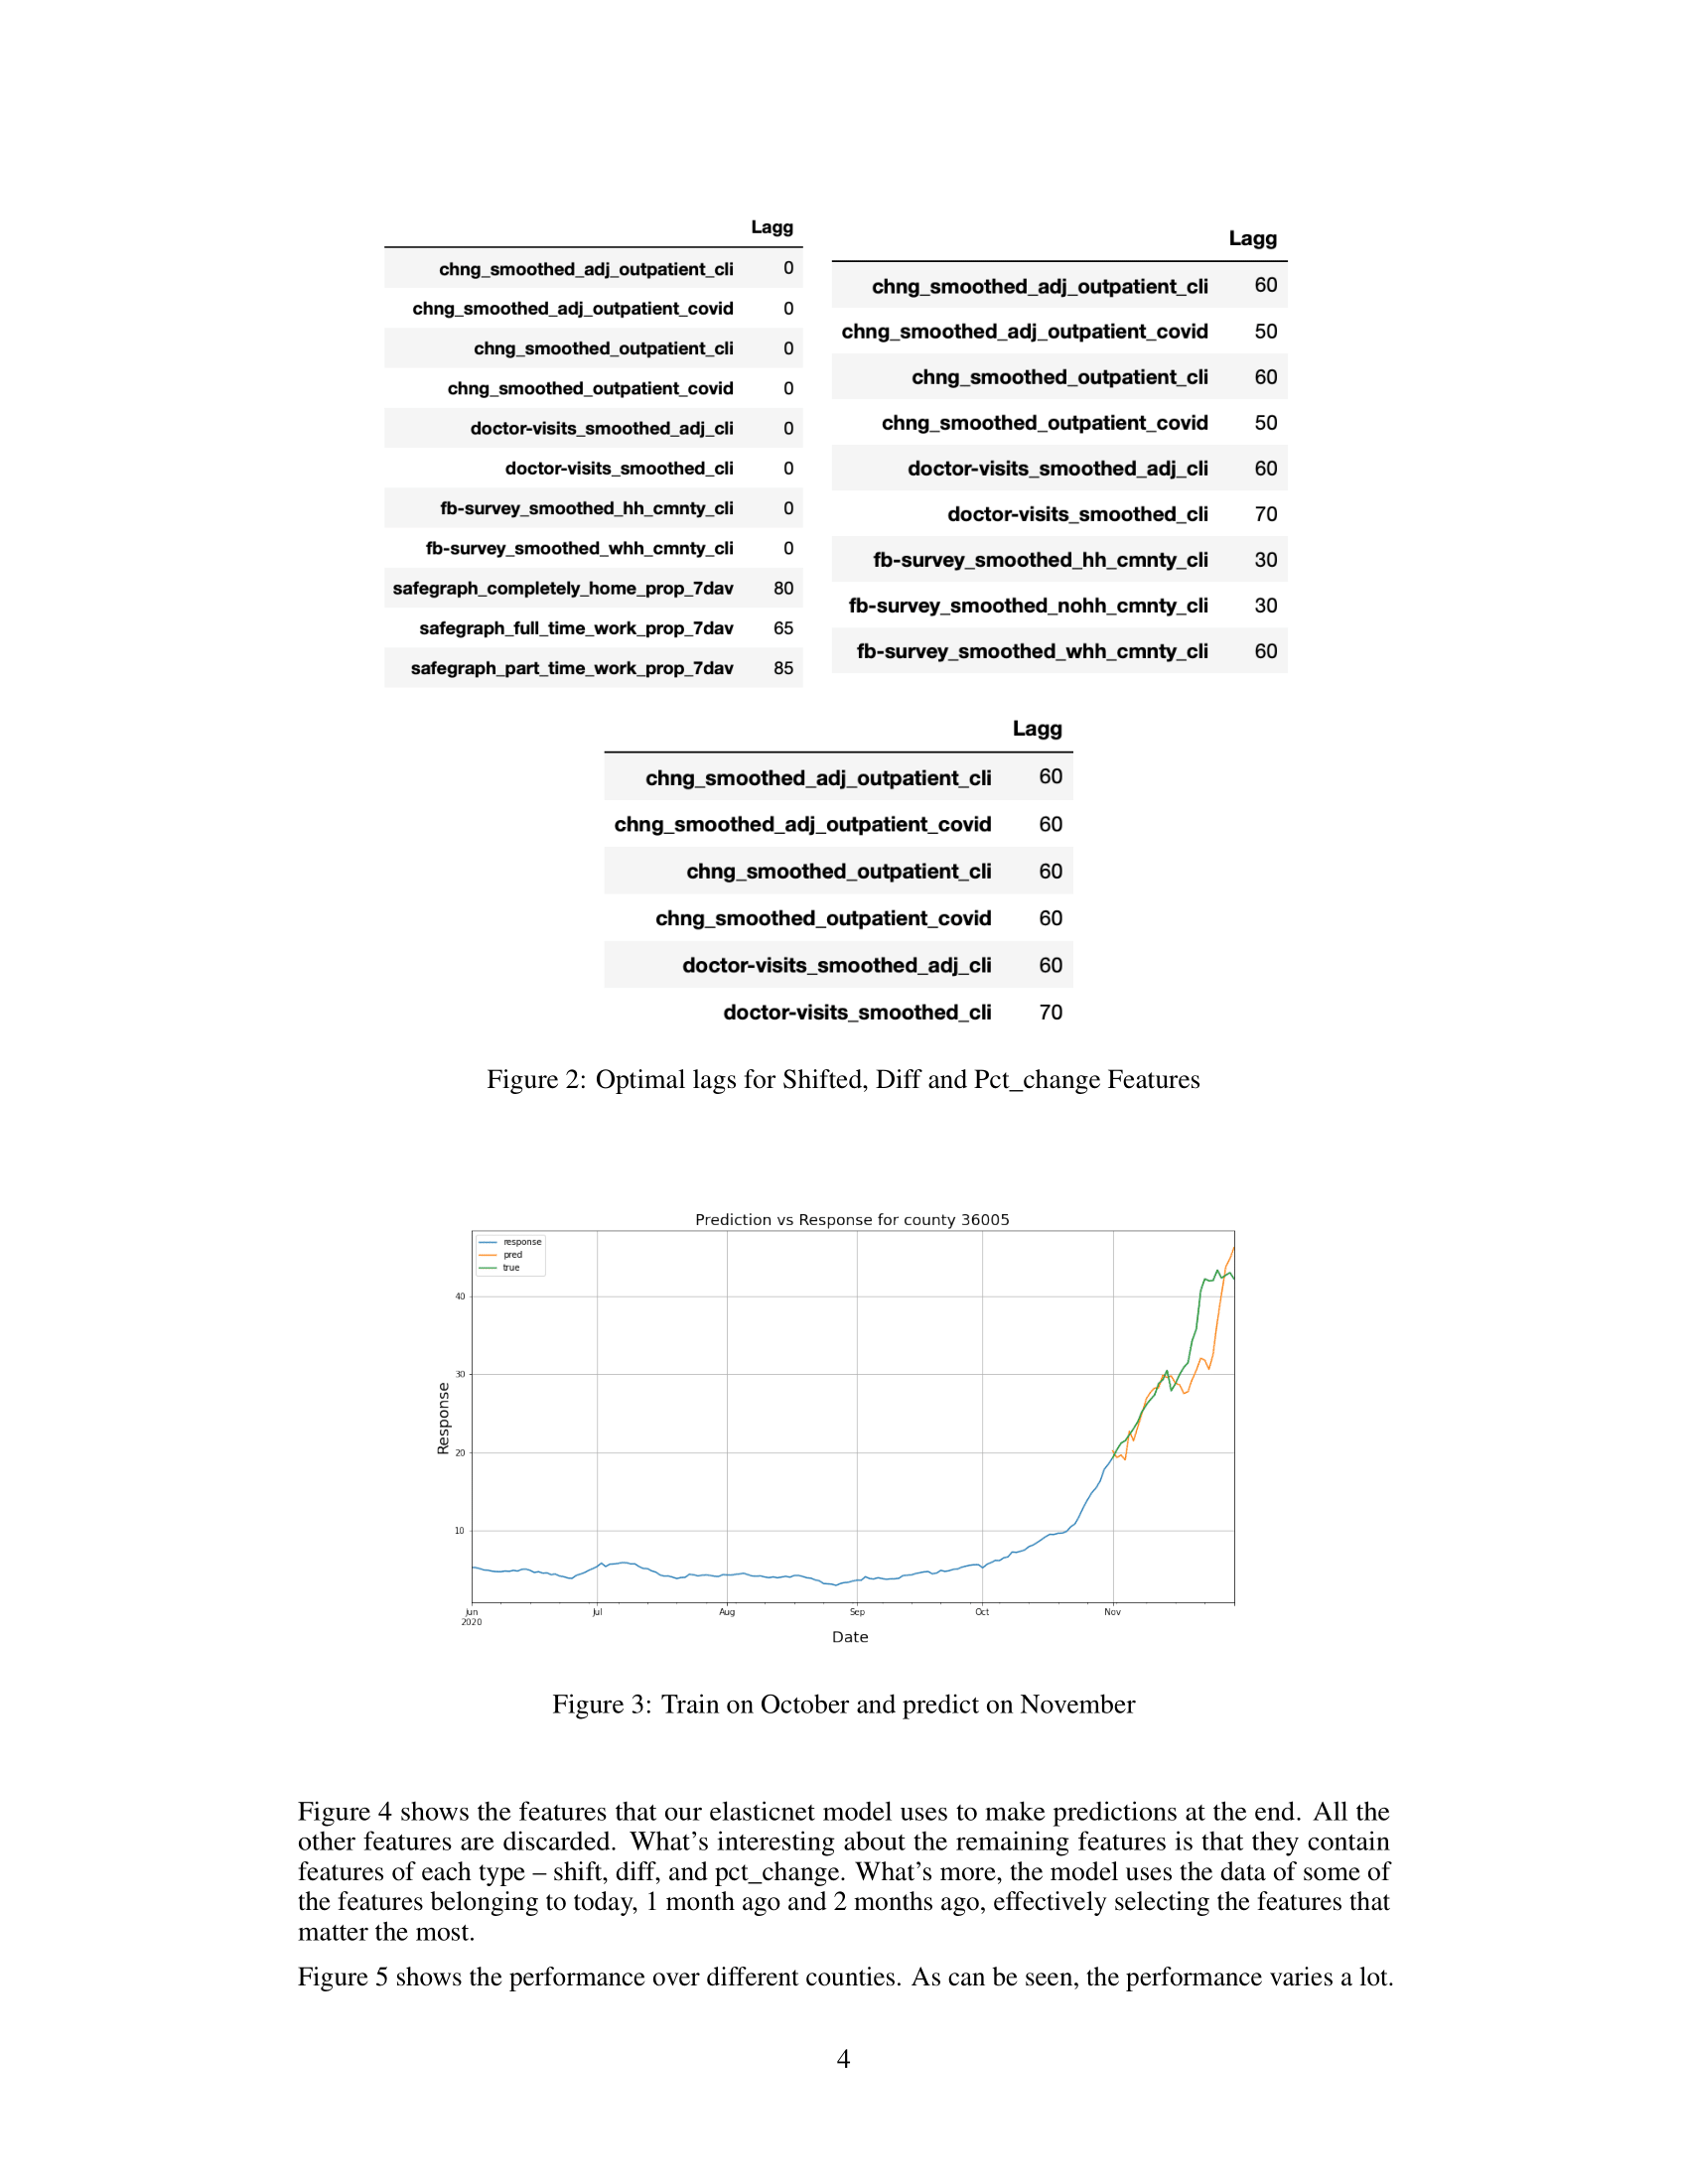 Lagg
chng_smoothed_adj_outpatient_cli 0
chng_smoothed_adj_outpatient_covid 0
chng_smoothed_outpatient_cli 0
chng_smoothed_outpatient_covid 0
doctor-visits_smoothed_adj_cli 0
doctor-visits_smoothed_cli 0
fb-survey_smoothed_hh_cmnty_cli 0
fb-survey_smoothed_whh_cmnty_cli 0
safegraph_completely_home_prop_7dav 80
safegraph_full_time_work_prop_7dav 65
safegraph_part_time_work_prop_7dav 85
Lagg
chng_smoothed_adj_outpatient_cli 60
chng_smoothed_adj_outpatient_covid 50
chng_smoothed_outpatient_cli 60
chng_smoothed_outpatient_covid 50
doctor-visits_smoothed_adj_cli 60
doctor-visits_smoothed_cli 70
fb-survey_smoothed_hh_cmnty_cli 30
fb-survey_smoothed_nohh_cmnty_cli 30
fb-survey_smoothed_whh_cmnty_cli 60
Lagg
chng_smoothed_adj_outpatient_cli 60
chng_smoothed_adj_outpatient_covid 60
chng_smoothed_outpatient_cli 60
chng_smoothed_outpatient_covid 60
doctor-visits_smoothed_adj_cli 60
doctor-visits_smoothed_cli 70
Figure 2: Optimal lags for Shifted, Diff and Pct_change Features
Prediction vs Response for county 36005
response
pred
true
40
30
20
10
Response
Jun Jul Aug Sep Oct Nov
2020
Date
Figure 3: Train on October and predict on November
Figure 4 shows the features that our elasticnet model uses to make predictions at the end. All the
other features are discarded. What's interesting about the remaining features is that they contain
features of each type – shift, diff, and pct_change. What's more, the model uses the data of some of
the features belonging to today, 1 month ago and 2 months ago, effectively selecting the features that
matter the most.
Figure 5 shows the performance over different counties. As can be seen, the performance varies a lot.
4